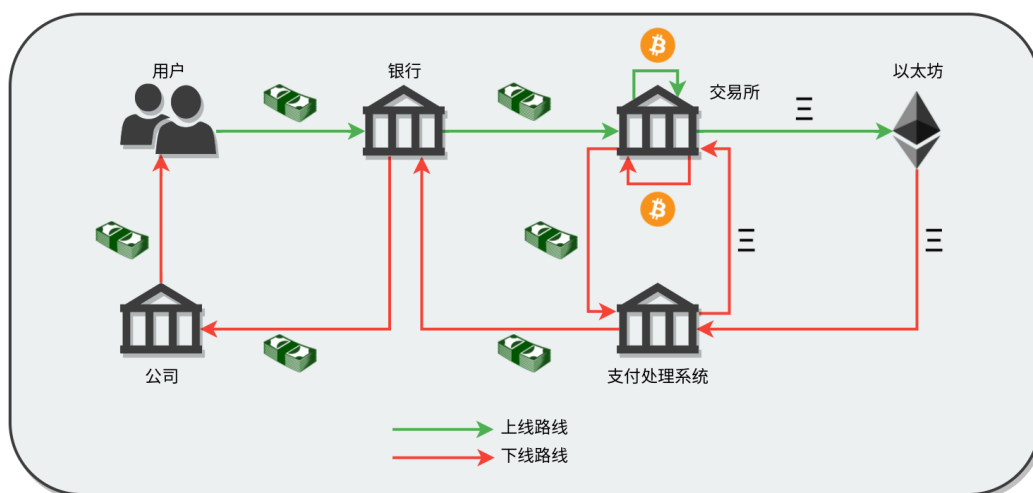 用户
银行
交易所
以太坊
公司
支付处理系统
上线路线
下线路线